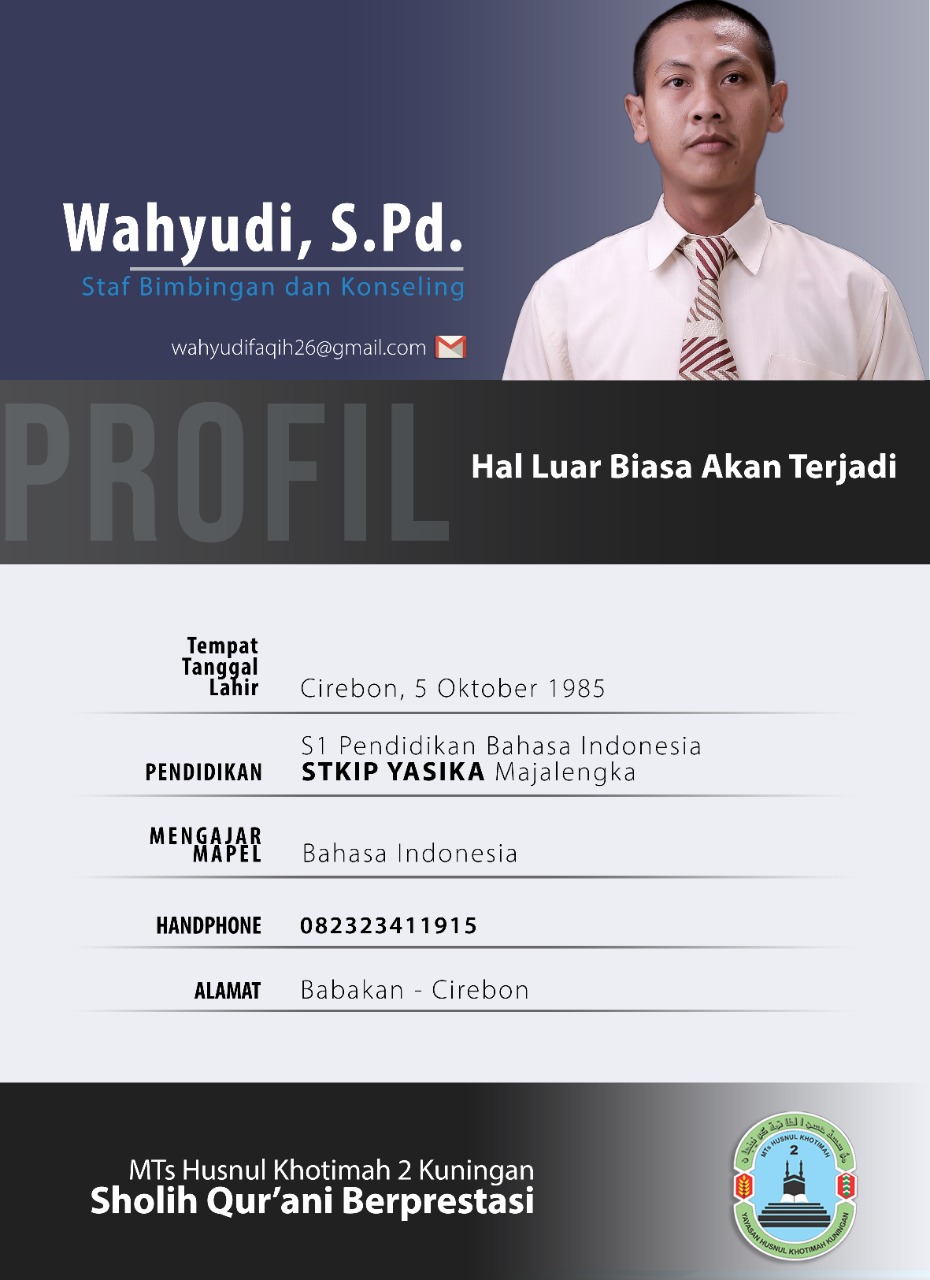 Wahyudi, S.Pd.
Staf Bimbingan dan Konseling
wahyudifaqih26@gmail.com
PROFIL
Hal Luar Biasa Akan Terjadi
Tempat
Tanggal
Lahir
Cirebon, 5 Oktober 1985
PENDIDIKAN
S1 Pendidikan Bahasa Indonesia
STKIP YASIKA Majalengka
MENGAJAR
MAPEL
Bahasa Indonesia
HANDPHONE
082323411915
ALAMAT
Babakan - Cirebon
MTs Husnul Khotimah 2 Kuningan
Sholih Qur’ani Berprestasi
MTs HUSNUL KHOTIMAH
2
YAYASAN HUSNUL KHOTIMAH KUNINGAN